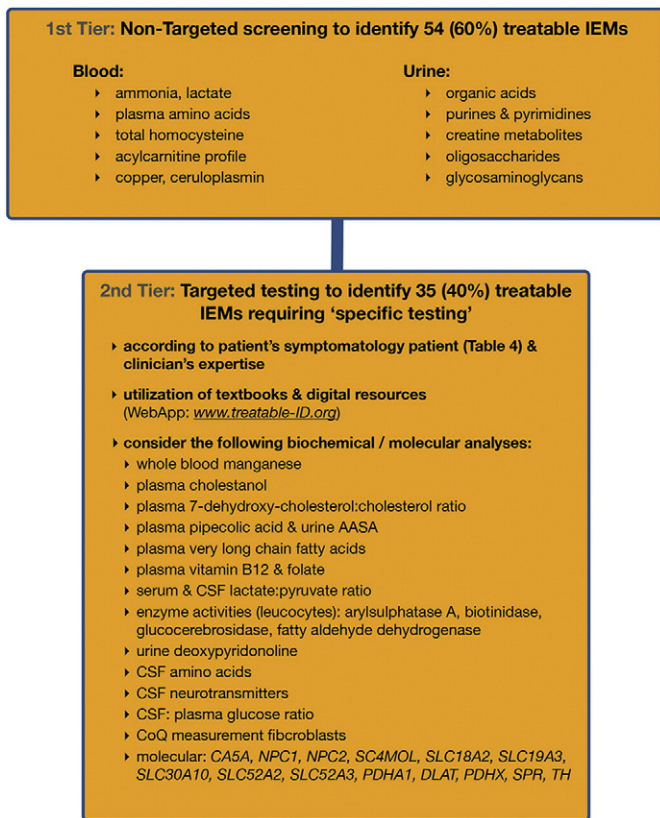 1st Tier: Non-Targeted screening to identify 54 (60%) treatable IEMs
Blood:
‣ ammonia, lactate
‣ plasma amino acids
‣ total homocysteine
‣ acylcarnitine profile
‣ copper, ceruloplasmin
Urine:
‣ organic acids
‣ purines & pyrimidines
‣ creatine metabolites
‣ oligosaccharides
‣ glycosaminoglycans
2nd Tier: Targeted testing to identify 35 (40%) treatable
IEMs requiring ‘specific testing’
‣ according to patient’s symptomatology patient (Table 4) &
clinician’s expertise
‣ utilization of textbooks & digital resources
(WebApp: www.treatable-ID.org)
‣ consider the following biochemical / molecular analyses:
‣ whole blood manganese
‣ plasma cholestanol
‣ plasma 7-dehydroxy-cholesterol:cholesterol ratio
‣ plasma pipecolic acid & urine AASA
‣ plasma very long chain fatty acids
‣ plasma vitamin B12 & folate
‣ serum & CSF lactate:pyruvate ratio
‣ enzyme activities (leucocytes): arylsulphatase A, biotinidase,
glucocerebrosidase, fatty aldehyde dehydrogenase
‣ urine deoxypyridonoline
‣ CSF amino acids
‣ CSF neurotransmitters
‣ CSF: plasma glucose ratio
‣ CoQ measurement fibcroblasts
‣ molecular: CA5A, NPC1, NPC2, SC4MOL, SLC18A2, SLC19A3,
SLC30A10, SLC52A2, SLC52A3, PDHA1, DLAT, PDHX, SPR, TH